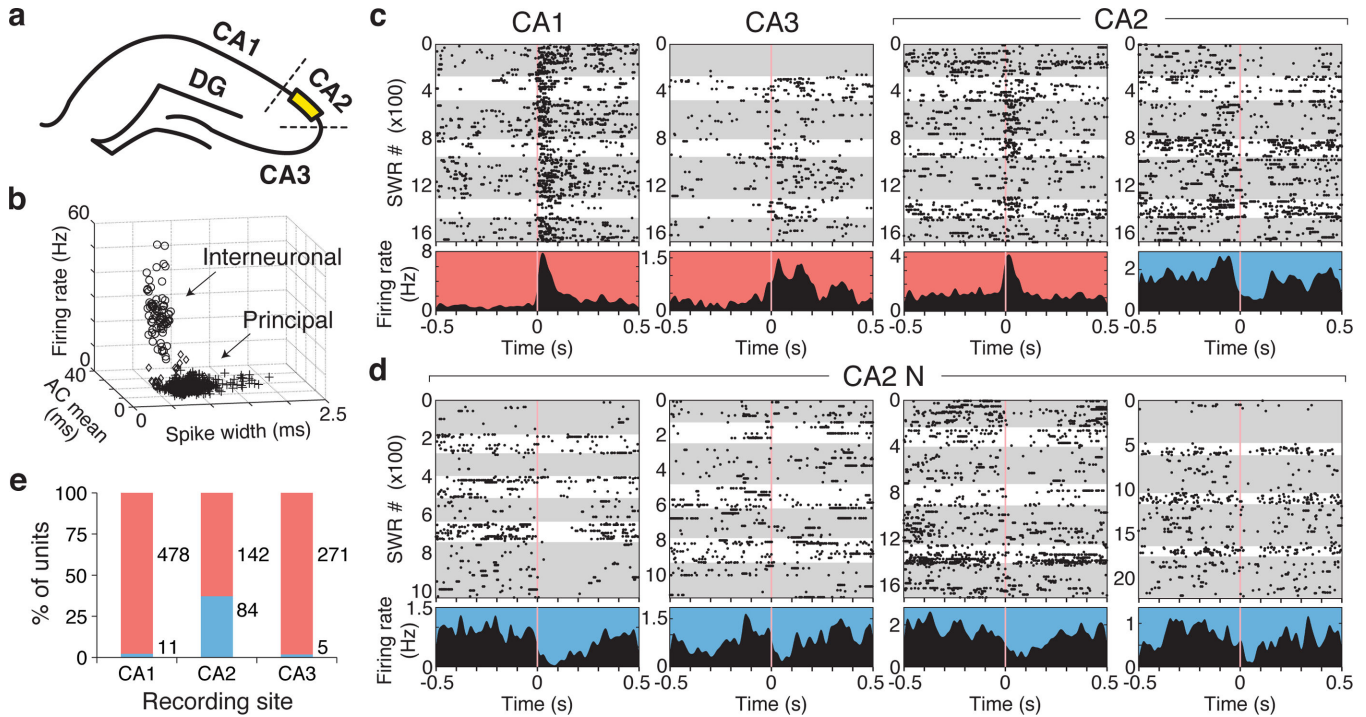 a
CA1
CA2
DG
CA3
b
60
Firing rate (Hz)
Interneuronal
Principal
0
40
AC mean (ms)
0
0
Spike width (ms)
2.5
c
CA1
CA3
CA2
SWR # (x100)
0
4
8
12
16
0
4
8
12
16
0
4
8
12
16
0
4
8
12
16
Firing rate (Hz)
8
0
1.5
0
4
0
2
0
-0.5 0 0.5
-0.5 0 0.5
-0.5 0 0.5
-0.5 0 0.5
Time (s)
Time (s)
Time (s)
Time (s)
d
CA2 N
SWR # (x100)
0
2
4
6
8
10
0
2
4
6
8
10
0
4
8
12
16
0
5
10
15
20
Firing rate (Hz)
1.5
0
1.5
0
2
0
1
0
-0.5 0 0.5
-0.5 0 0.5
-0.5 0 0.5
-0.5 0 0.5
Time (s)
Time (s)
Time (s)
Time (s)
e
% of units
100
75
50
25
0
478
11
142
84
271
5
CA1 CA2 CA3
Recording site